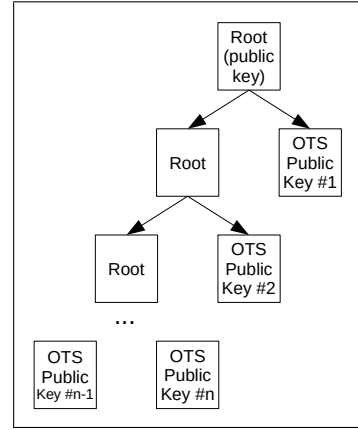 Root
(public
key)
Root
OTS
Public
Key #1
Root
OTS
Public
Key #2
...
OTS
Public
Key #n-1
OTS
Public
Key #n